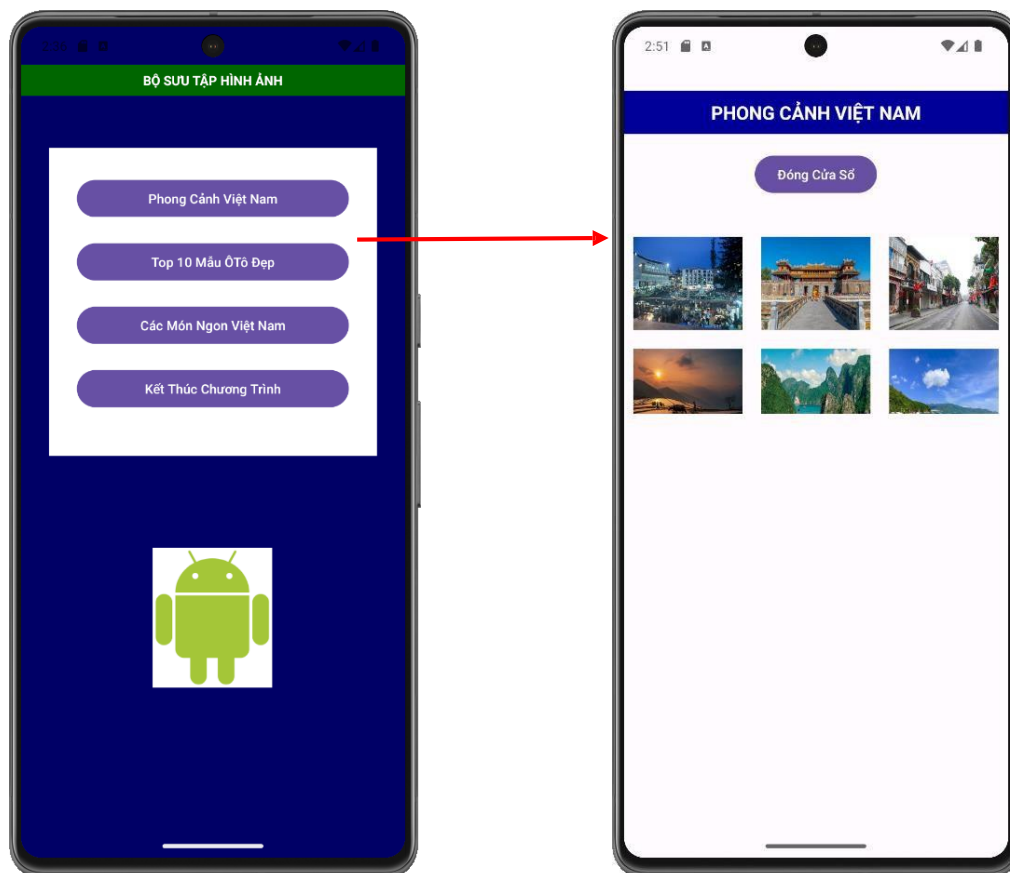 BỘ SƯU TẬP HÌNH ẢNH
Phong Cảnh Việt Nam
Top 10 Mẫu ÔTô Đẹp
Các Món Ngon Việt Nam
Kết Thúc Chương Trình
2:51
PHONG CẢNH VIỆT NAM
Đóng Cửa Sổ